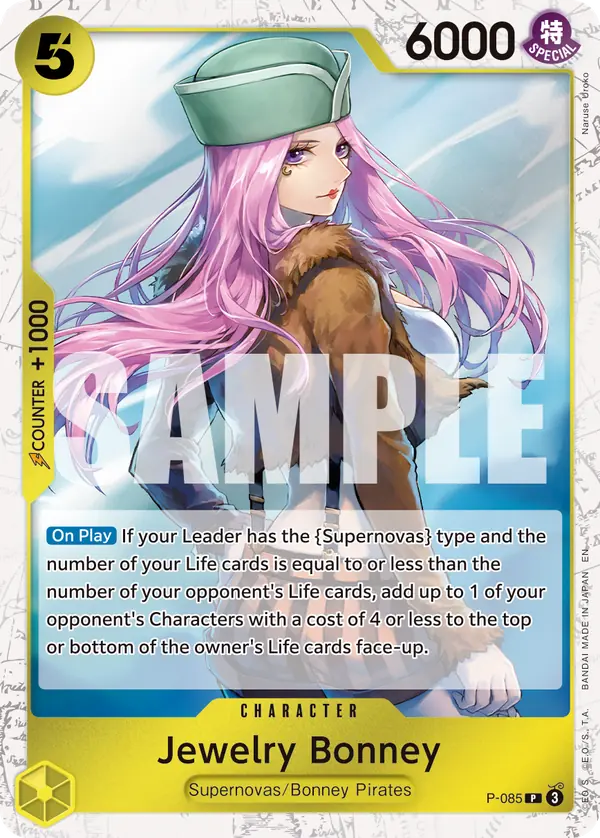 5
6000
特
SPECIAL
Naruse Uroko
COUNTER +1000
SAMPLE
On Play If your Leader has the {Supernovas} type and the
number of your Life cards is equal to or less than the
number of your opponent's Life cards, add up to 1 of your
opponent's Characters with a cost of 4 or less to the top
or bottom of the owner's Life cards face-up.
©E.O./S. ©E.O./S., T.A. BANDAI MADE IN JAPAN EN
CHARACTER
Jewelry Bonney
Supernovas/Bonney Pirates
P-085 P 3